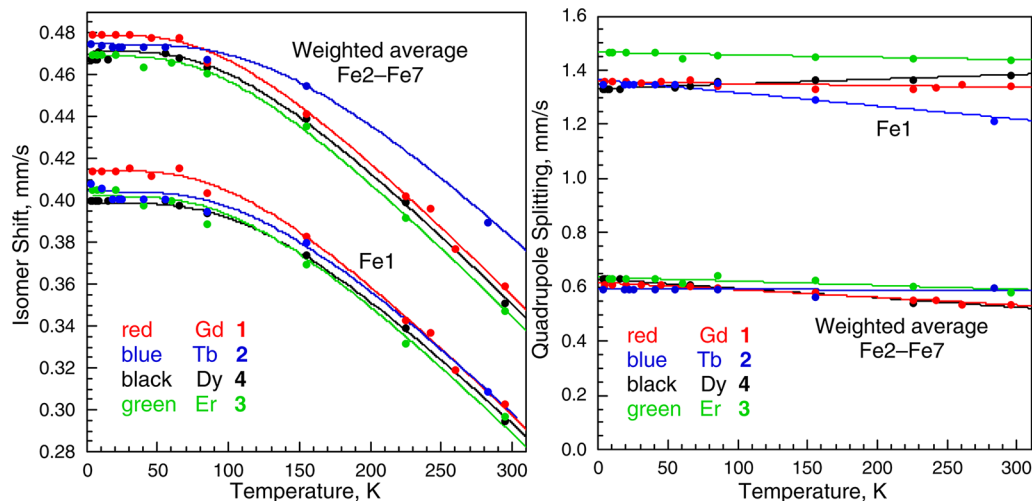 0.48
0.46
0.44
0.42
0.40
0.38
0.36
0.34
0.32
0.30
0.28
Isomer Shift, mm/s
Weighted average
Fe2–Fe7
Fe1
red Gd 1
blue Tb 2
black Dy 4
green Er 3
0 50 100 150 200 250 300
Temperature, K
1.6
1.4
1.2
1.0
0.8
0.6
0.4
0.2
0.0
Quadrupole Splitting, mm/s
Fe1
Weighted average
Fe2–Fe7
red Gd 1
blue Tb 2
black Dy 4
green Er 3
0 50 100 150 200 250 300
Temperature, K